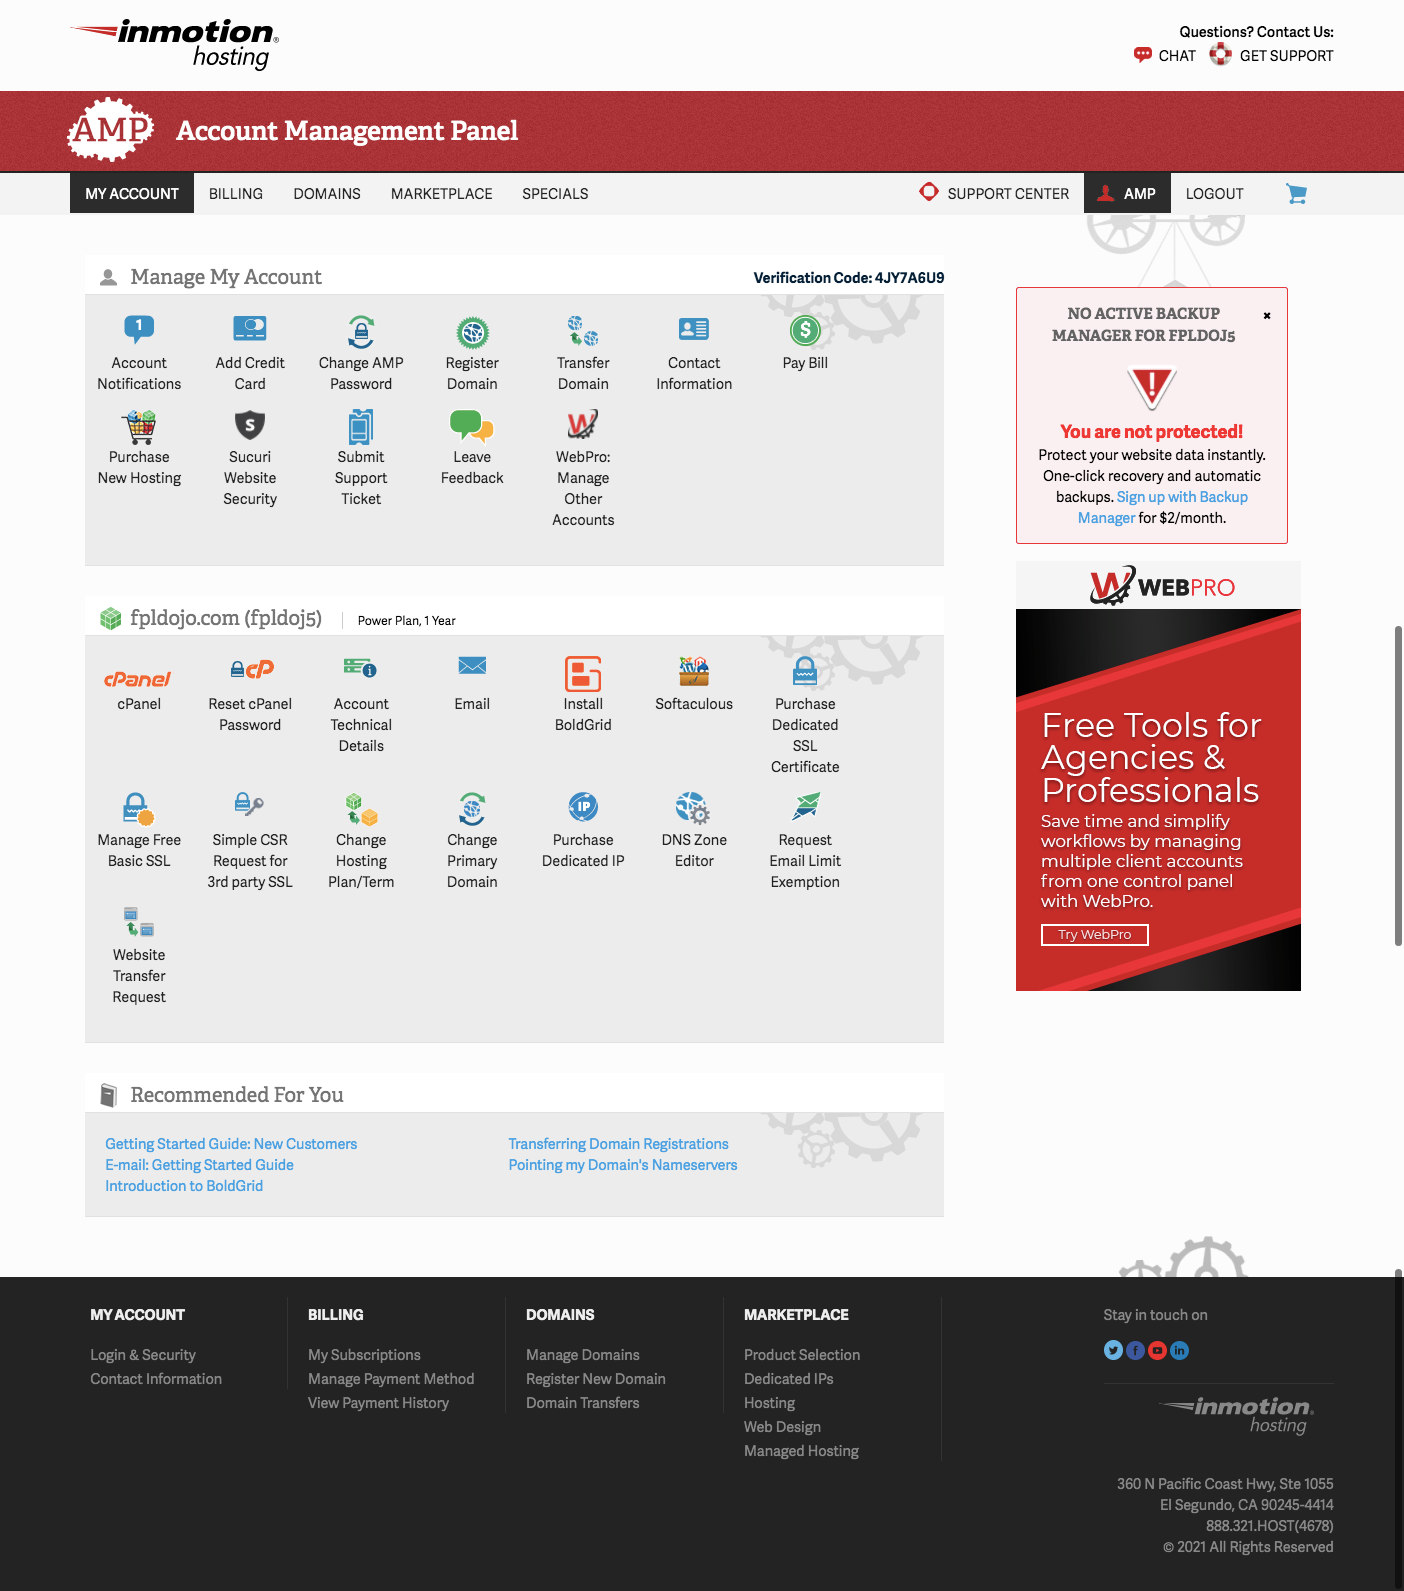 inmotion®
hosting
Questions? Contact Us:
CHAT GET SUPPORT
AMP Account Management Panel
MY ACCOUNT BILLING DOMAINS MARKETPLACE SPECIALS SUPPORT CENTER AMP LOGOUT
Manage My Account
Verification Code: 4JY7A6U9
1
Account
Notifications
Add Credit
Card
Change AMP
Password
Register
Domain
Transfer
Domain
Contact
Information
$
Pay Bill
Purchase
New Hosting
S
Sucuri
Website
Security
Submit
Support
Ticket
Leave
Feedback
W
WebPro:
Manage
Other
Accounts
fpldojo.com (fpldoj5)
Power Plan, 1 Year
cPanel
cPanel
cP
Reset cPanel
Password
i
Account
Technical
Details
Email
Install
BoldGrid
Softaculous
Purchase
Dedicated
SSL
Certificate
Manage Free
Basic SSL
Simple CSR
Request for
3rd party SSL
Change
Hosting
Plan/Term
Change
Primary
Domain
IP
Purchase
Dedicated IP
DNS Zone
Editor
Request
Email Limit
Exemption
Website
Transfer
Request
Recommended For You
Getting Started Guide: New Customers
E-mail: Getting Started Guide
Introduction to BoldGrid
Transferring Domain Registrations
Pointing my Domain's Nameservers
NO ACTIVE BACKUP
MANAGER FOR FPLDOJ5
!
You are not protected!
Protect your website data instantly.
One-click recovery and automatic
backups. Sign up with Backup
Manager for $2/month.
W WEBPRO
Free Tools for
Agencies &
Professionals
Save time and simplify
workflows by managing
multiple client accounts
from one control panel
with WebPro.
Try WebPro
MY ACCOUNT
Login & Security
Contact Information
BILLING
My Subscriptions
Manage Payment Method
View Payment History
DOMAINS
Manage Domains
Register New Domain
Domain Transfers
MARKETPLACE
Product Selection
Dedicated IPs
Hosting
Web Design
Managed Hosting
Stay in touch on
f in
inmotion
hosting
360 N Pacific Coast Hwy, Ste 1055
El Segundo, CA 90245-4414
888.321.HOST(4678)
© 2021 All Rights Reserved